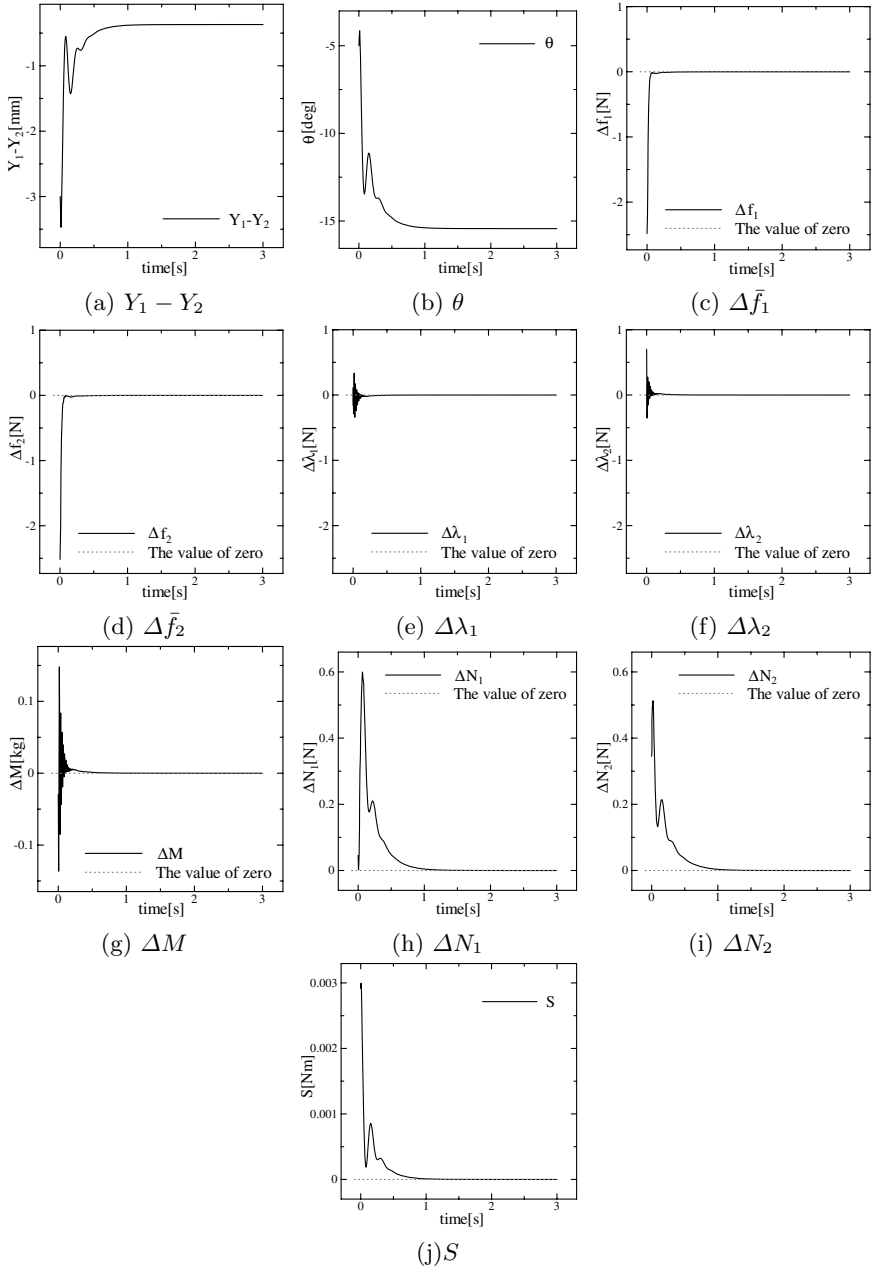 -1
-2
-3
Y₁-Y₂[mm]
Y₁-Y₂
0 1 2 3
time[s]
(a) Y₁ − Y₂
-5
-10
-15
θ[deg]
θ
0 1 2 3
time[s]
(b) θ
1
0
-1
-2
Δf₁[N]
Δf₁
The value of zero
0 1 2 3
time[s]
(c) Δf̄₁
1
0
-1
-2
Δf₂[N]
Δf₂
The value of zero
0 1 2 3
time[s]
(d) Δf̄₂
1
0
-1
-2
Δλ₁[N]
Δλ₁
The value of zero
0 1 2 3
time[s]
(e) Δλ₁
1
0
-1
-2
Δλ₂[N]
Δλ₂
The value of zero
0 1 2 3
time[s]
(f) Δλ₂
0.1
0
-0.1
ΔM[kg]
ΔM
The value of zero
0 1 2 3
time[s]
(g) ΔM
0.6
0.4
0.2
0
ΔN₁[N]
ΔN₁
The value of zero
0 1 2 3
time[s]
(h) ΔN₁
0.6
0.4
0.2
0
ΔN₂[N]
ΔN₂
The value of zero
0 1 2 3
time[s]
(i) ΔN₂
0.003
0.002
0.001
0
S[Nm]
S
0 1 2 3
time[s]
(j)S